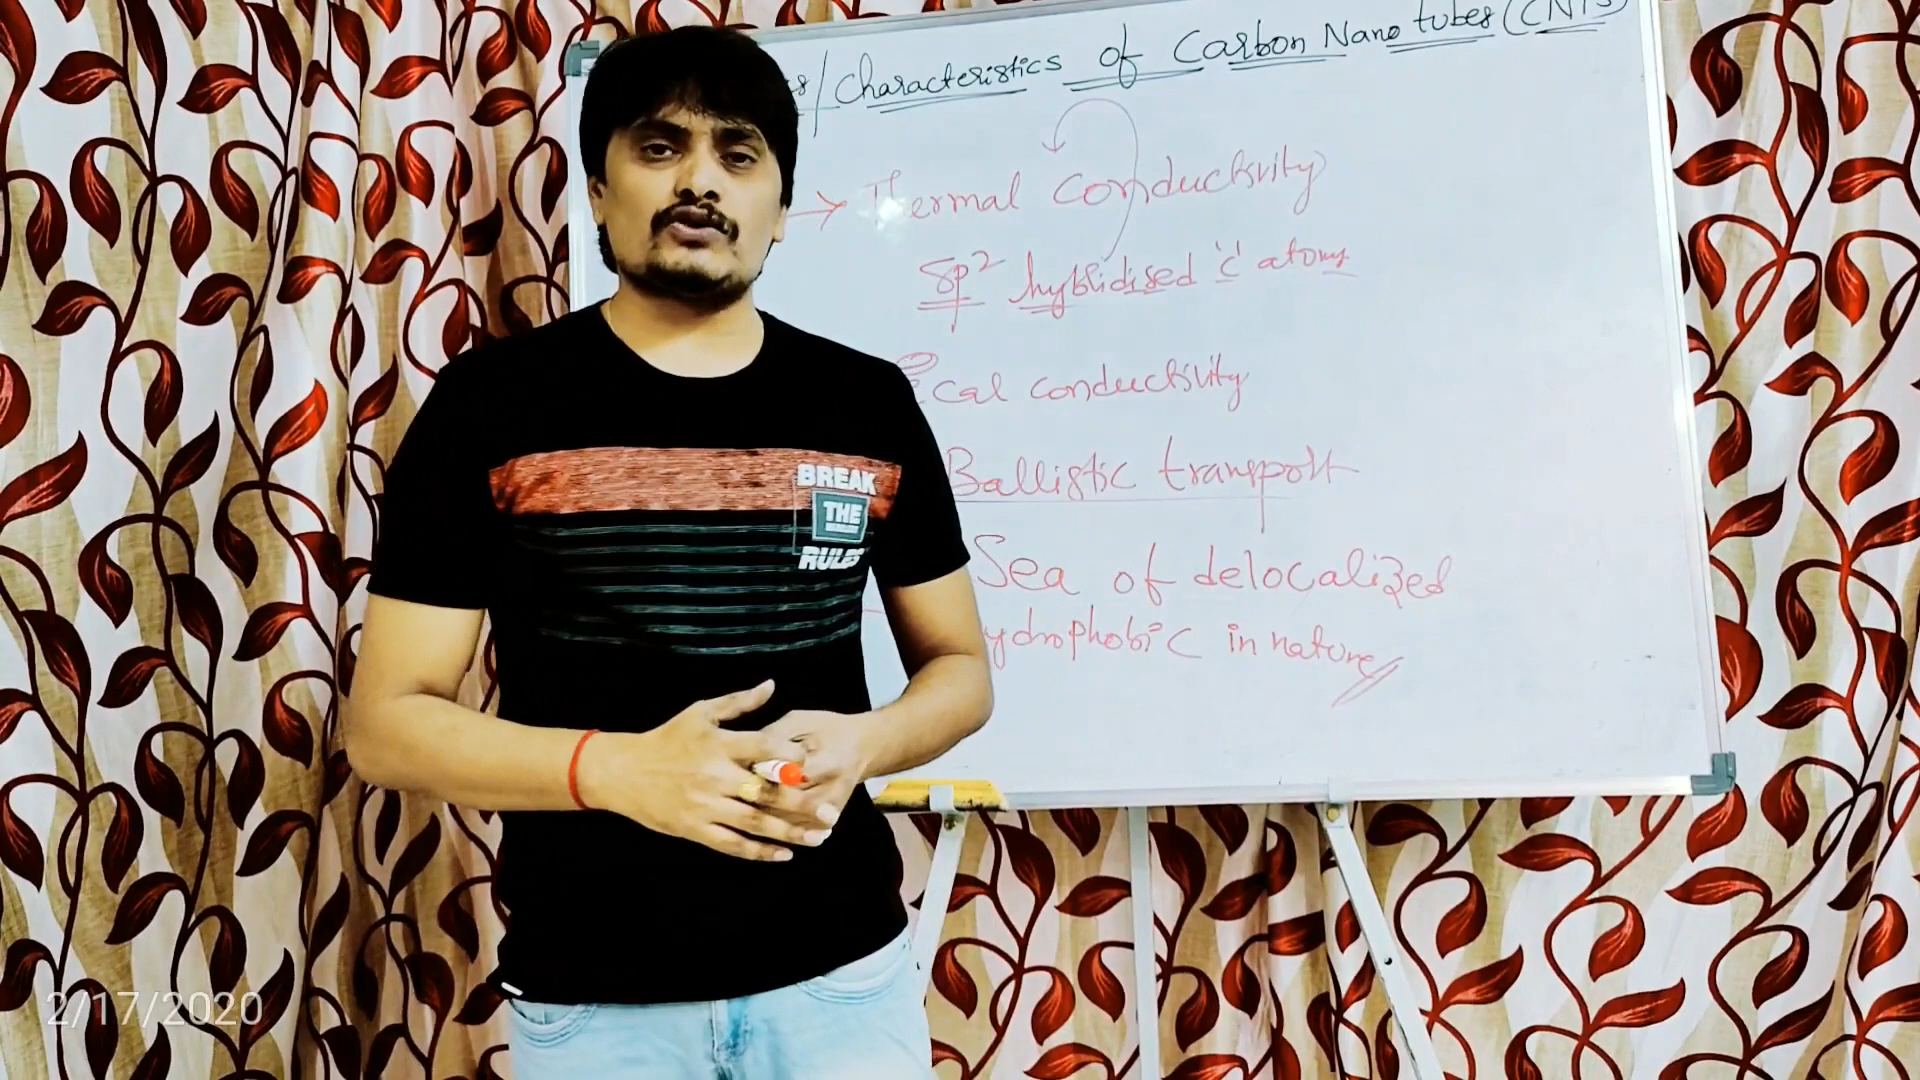 /characteristics of Carbon Nano tubes (CNTs)
→ Thermal conductivity
Sp² hybridised 'c' atoms
cal conductivity
Ballistic transport
Sea of delocalized
ydrophobic in nature
BREAK
THE
RULES
2/17/2020